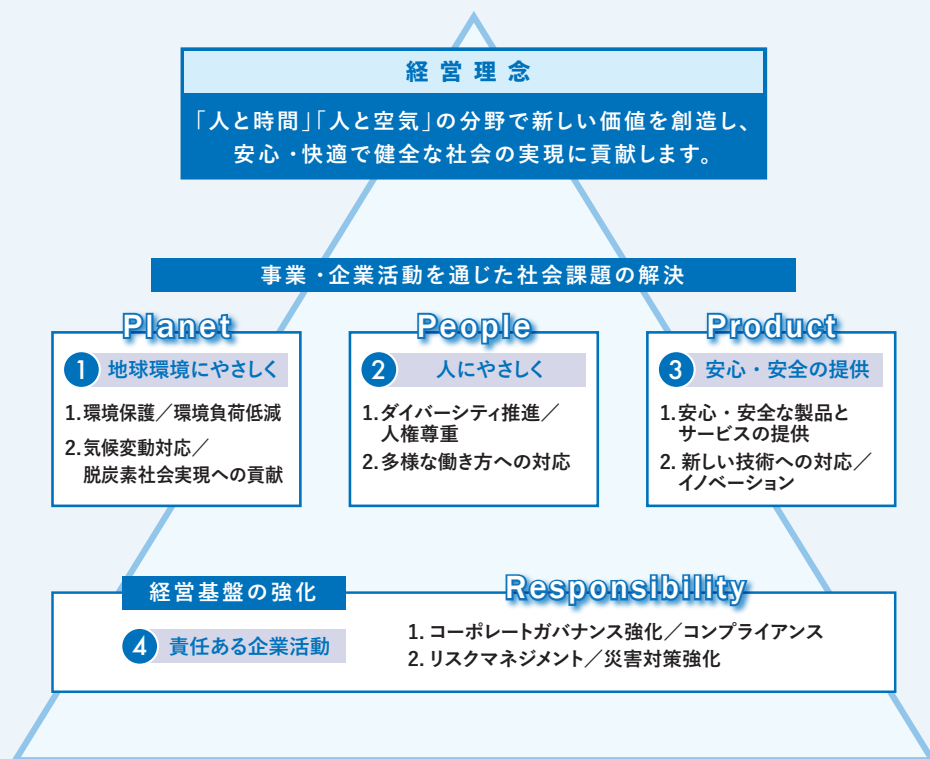 経営理念
「人と時間」「人と空気」の分野で新しい価値を創造し、
安心・快適で健全な社会の実現に貢献します。
事業・企業活動を通じた社会課題の解決
Planet
1 地球環境にやさしく
1.環境保護／環境負荷低減
2.気候変動対応／
脱炭素社会実現への貢献
People
2 人にやさしく
1.ダイバーシティ推進／
人権尊重
2.多様な働き方への対応
Product
3 安心・安全の提供
1.安心・安全な製品と
サービスの提供
2. 新しい技術への対応／
イノベーション
経営基盤の強化
Responsibility
4 責任ある企業活動
1. コーポレートガバナンス強化／コンプライアンス
2. リスクマネジメント／災害対策強化